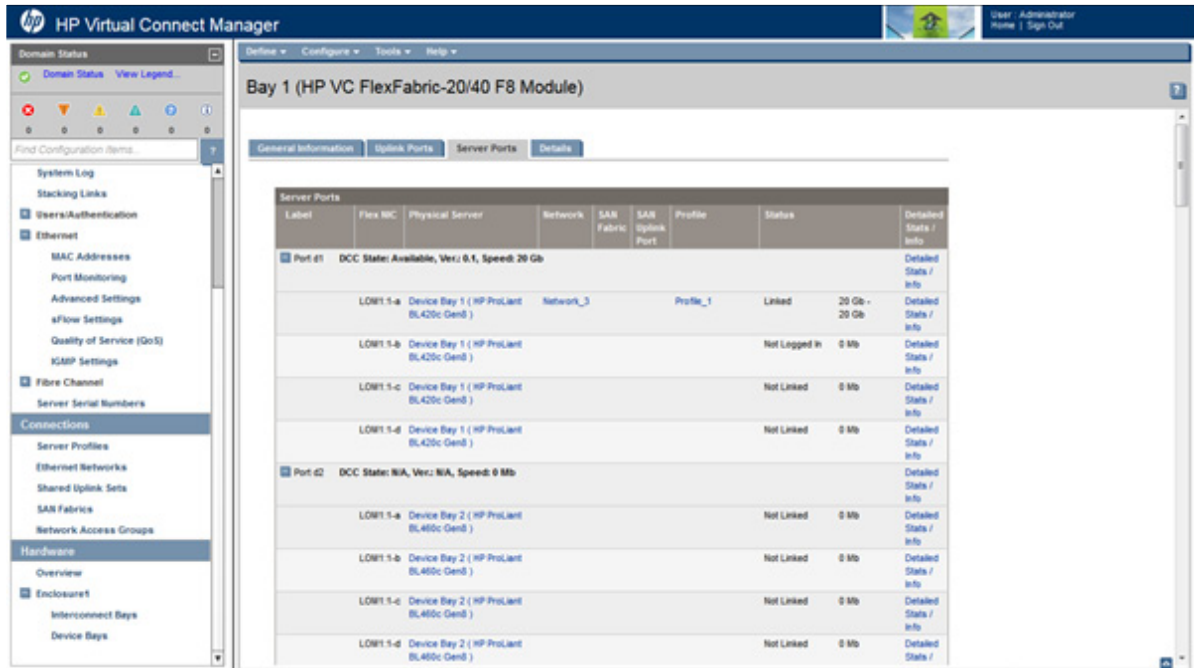 HP Virtual Connect Manager
User : Administrator
Home | Sign Out
Domain Status
Domain Status View Legend...
0 0 0 0 0 0
Find Configuration Items...
?
System Log
Stacking Links
Users/Authentication
Ethernet
MAC Addresses
Port Monitoring
Advanced Settings
sFlow Settings
Quality of Service (QoS)
IGMP Settings
Fibre Channel
Server Serial Numbers
Connections
Server Profiles
Ethernet Networks
Shared Uplink Sets
SAN Fabrics
Network Access Groups
Hardware
Overview
Enclosure1
Interconnect Bays
Device Bays
Define Configure Tools Help
Bay 1 (HP VC FlexFabric-20/40 F8 Module)
?
General Information Uplink Ports Server Ports Details
Server Ports
Label Flex NIC Physical Server Network SAN SAN Profile Status Detailed
Fabric Uplink Stats /
Port Info
Port d1 DCC State: Available, Ver.: 0.1, Speed: 20 Gb Detailed
Stats /
Info
LOM1:1-a Device Bay 1 ( HP ProLiant Network_3 Profile_1 Linked 20 Gb - Detailed
BL420c Gen8 ) 20 Gb Stats /
Info
LOM1:1-b Device Bay 1 ( HP ProLiant Not Logged In 0 Mb Detailed
BL420c Gen8 ) Stats /
Info
LOM1:1-c Device Bay 1 ( HP ProLiant Not Linked 0 Mb Detailed
BL420c Gen8 ) Stats /
Info
LOM1:1-d Device Bay 1 ( HP ProLiant Not Linked 0 Mb Detailed
BL420c Gen8 ) Stats /
Info
Port d2 DCC State: N/A, Ver.: N/A, Speed: 0 Mb Detailed
Stats /
Info
LOM1:1-a Device Bay 2 ( HP ProLiant Not Linked 0 Mb Detailed
BL460c Gen8 ) Stats /
Info
LOM1:1-b Device Bay 2 ( HP ProLiant Not Linked 0 Mb Detailed
BL460c Gen8 ) Stats /
Info
LOM1:1-c Device Bay 2 ( HP ProLiant Not Linked 0 Mb Detailed
BL460c Gen8 ) Stats /
Info
LOM1:1-d Device Bay 2 ( HP ProLiant Not Linked 0 Mb Detailed
BL460c Gen8 ) Stats /